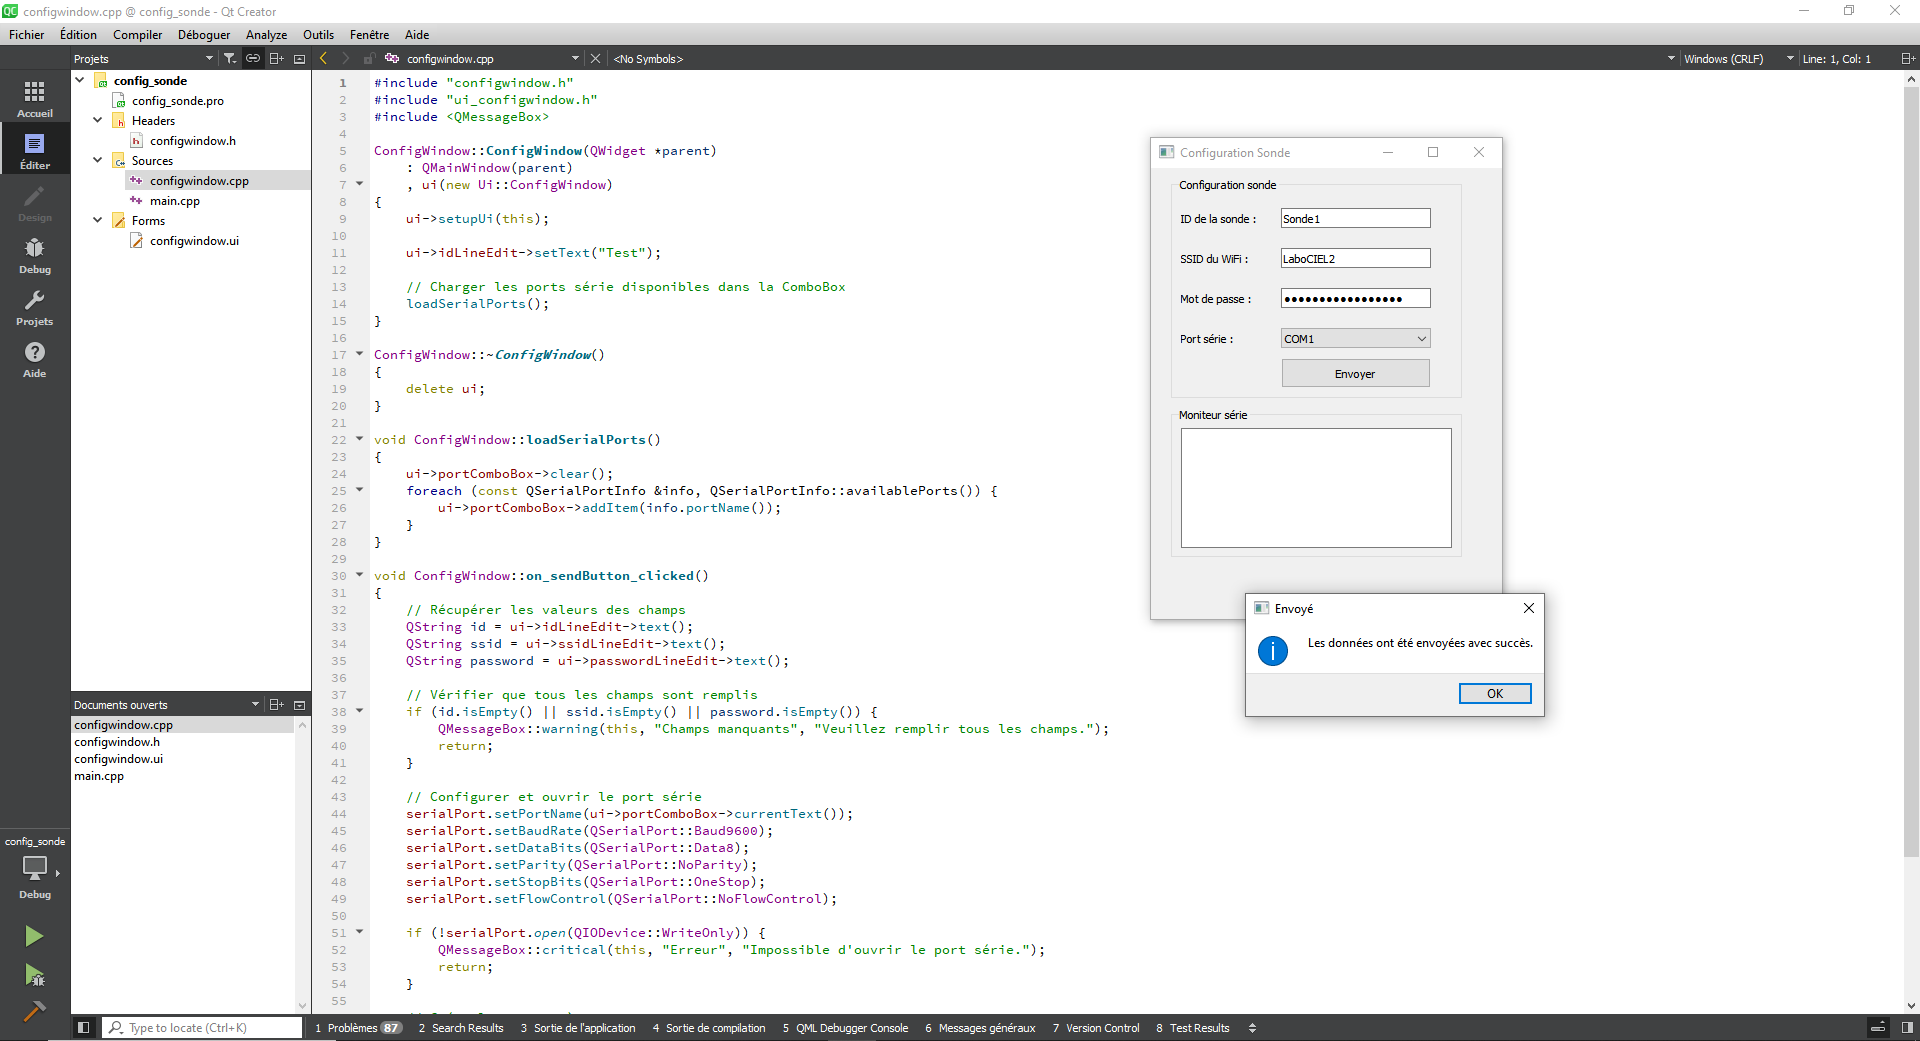 configwindow.cpp @ config_sonde - Qt Creator
Fichier Édition Compiler Déboguer Analyze Outils Fenêtre Aide
Projets
configwindow.cpp
<No Symbols>
Windows (CRLF)
Line: 1, Col: 1
Accueil
Éditer
Design
Debug
Projets
Aide
config_sonde
config_sonde.pro
Headers
configwindow.h
Sources
configwindow.cpp
main.cpp
Forms
configwindow.ui
Documents ouverts
configwindow.cpp
configwindow.h
configwindow.ui
main.cpp
config_sonde
Debug
1 #include "configwindow.h"
2 #include "ui_configwindow.h"
3 #include <QMessageBox>
4
5 ConfigWindow::ConfigWindow(QWidget *parent)
6 : QMainWindow(parent)
7 , ui(new Ui::ConfigWindow)
8 {
9 ui->setupUi(this);
10
11 ui->idLineEdit->setText("Test");
12
13 // Charger les ports série disponibles dans la ComboBox
14 loadSerialPorts();
15 }
16
17 ConfigWindow::~ConfigWindow()
18 {
19 delete ui;
20 }
21
22 void ConfigWindow::loadSerialPorts()
23 {
24 ui->portComboBox->clear();
25 foreach (const QSerialPortInfo &info, QSerialPortInfo::availablePorts()) {
26 ui->portComboBox->addItem(info.portName());
27 }
28 }
29
30 void ConfigWindow::on_sendButton_clicked()
31 {
32 // Récupérer les valeurs des champs
33 QString id = ui->idLineEdit->text();
34 QString ssid = ui->ssidLineEdit->text();
35 QString password = ui->passwordLineEdit->text();
36
37 // Vérifier que tous les champs sont remplis
38 if (id.isEmpty() || ssid.isEmpty() || password.isEmpty()) {
39 QMessageBox::warning(this, "Champs manquants", "Veuillez remplir tous les champs.");
40 return;
41 }
42
43 // Configurer et ouvrir le port série
44 serialPort.setPortName(ui->portComboBox->currentText());
45 serialPort.setBaudRate(QSerialPort::Baud9600);
46 serialPort.setDataBits(QSerialPort::Data8);
47 serialPort.setParity(QSerialPort::NoParity);
48 serialPort.setStopBits(QSerialPort::OneStop);
49 serialPort.setFlowControl(QSerialPort::NoFlowControl);
50
51 if (!serialPort.open(QIODevice::WriteOnly)) {
52 QMessageBox::critical(this, "Erreur", "Impossible d'ouvrir le port série.");
53 return;
54 }
55
Configuration Sonde
Configuration sonde
ID de la sonde : Sonde1
SSID du WiFi : LaboCIEL2
Mot de passe : •••••••••••••••••
Port série : COM1
Envoyer
Moniteur série
Envoyé
Les données ont été envoyées avec succès.
OK
Type to locate (Ctrl+K)
1 Problèmes 87 2 Search Results 3 Sortie de l'application 4 Sortie de compilation 5 QML Debugger Console 6 Messages généraux 7 Version Control 8 Test Results